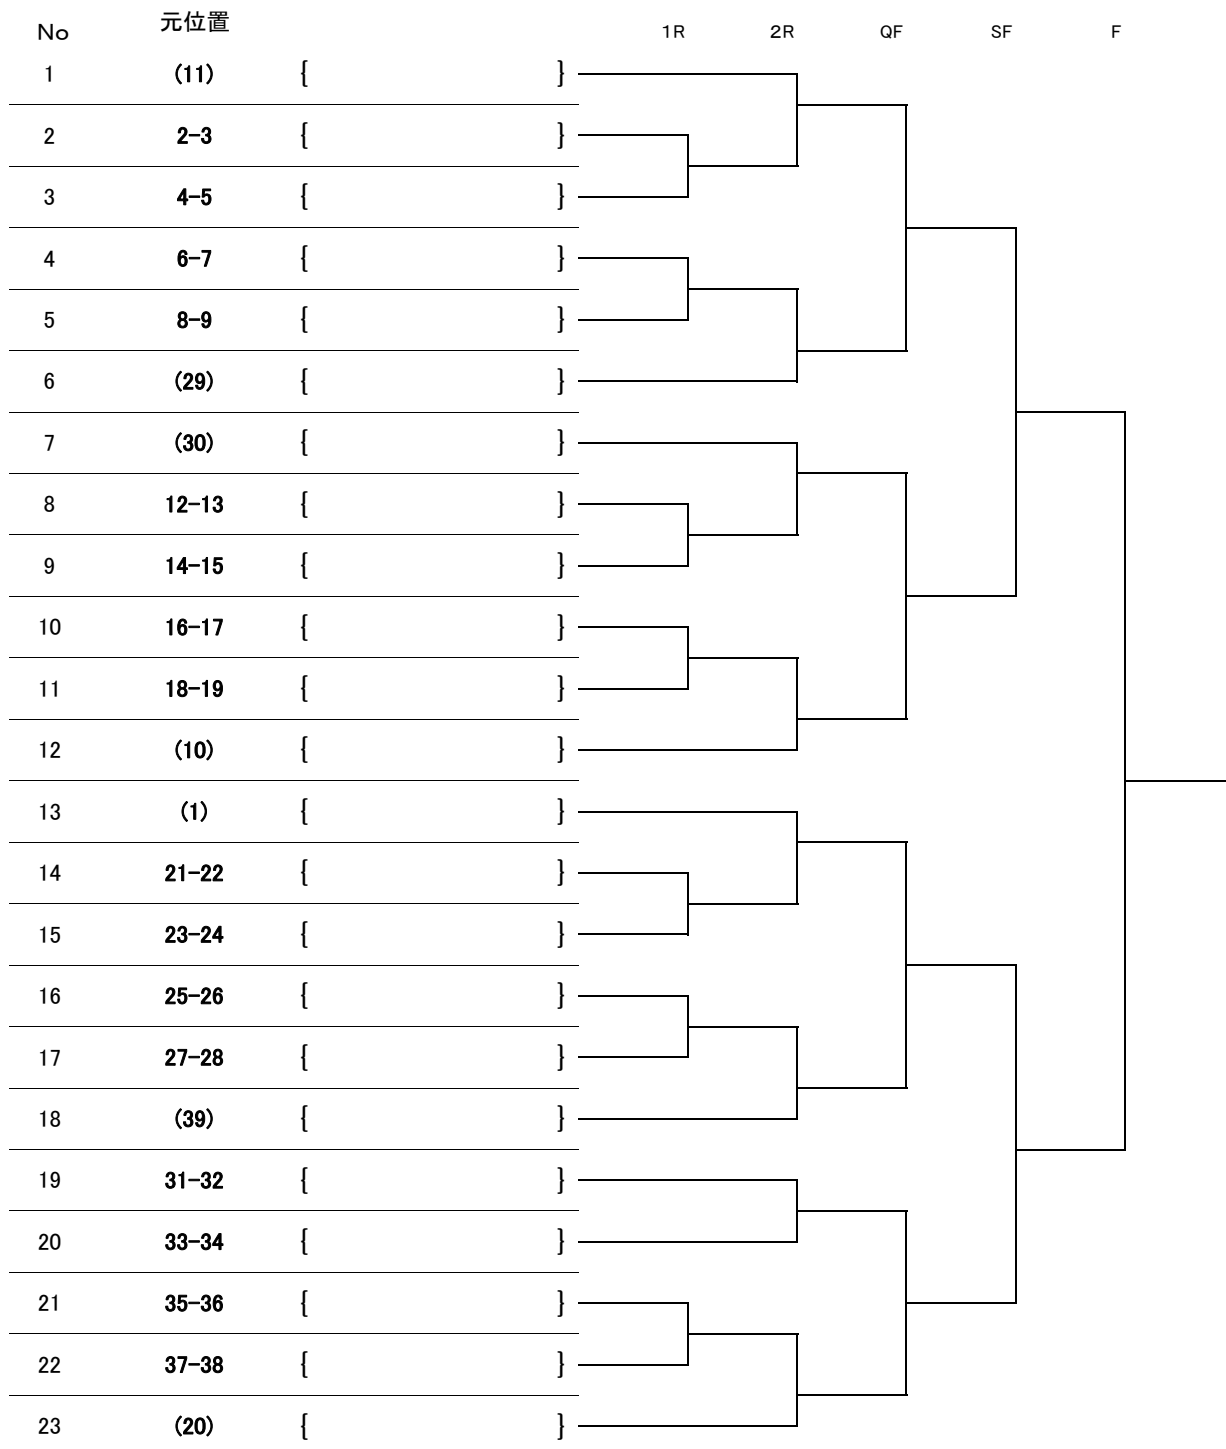 No 元位置 1R 2R QF SF F
1 (11) { }
2 2-3 { }
3 4-5 { }
4 6-7 { }
5 8-9 { }
6 (29) { }
7 (30) { }
8 12-13 { }
9 14-15 { }
10 16-17 { }
11 18-19 { }
12 (10) { }
13 (1) { }
14 21-22 { }
15 23-24 { }
16 25-26 { }
17 27-28 { }
18 (39) { }
19 31-32 { }
20 33-34 { }
21 35-36 { }
22 37-38 { }
23 (20) { }